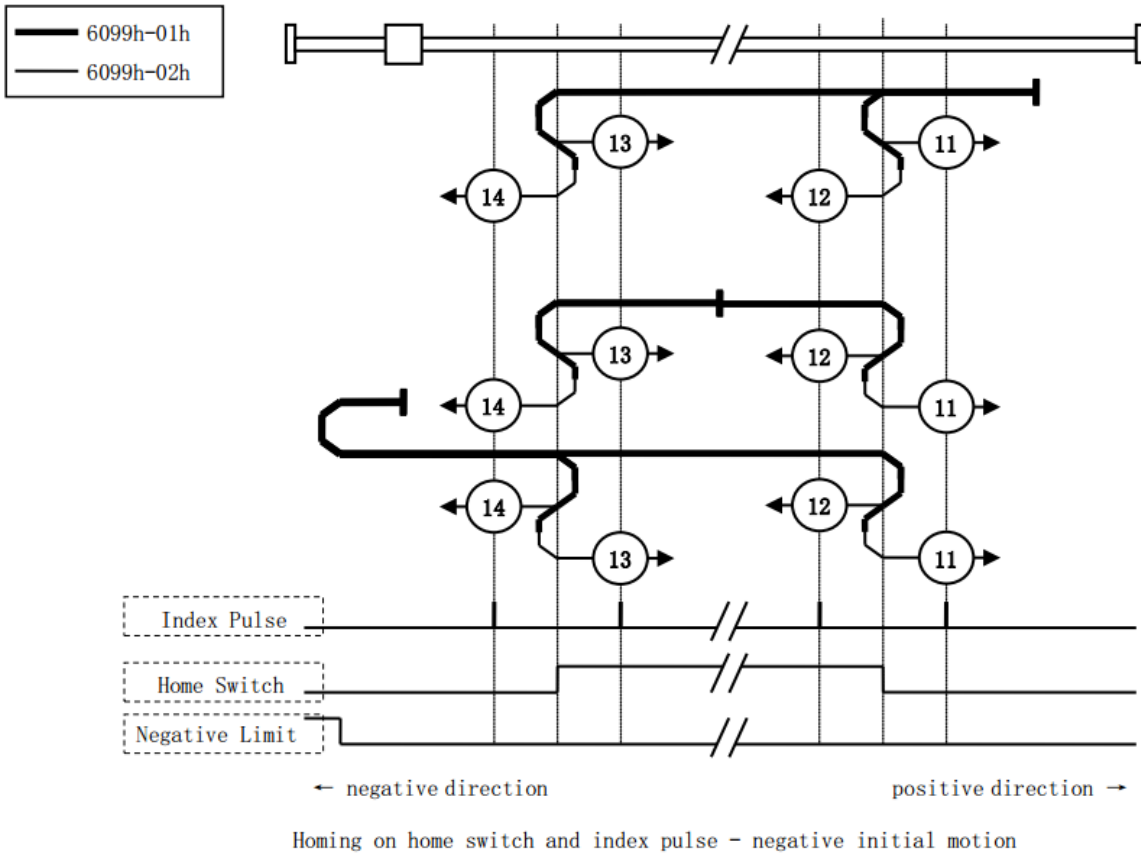 6099h-01h
6099h-02h
13
11
14
12
13
12
14
11
14
12
13
11
Index Pulse
Home Switch
Negative Limit
← negative direction
positive direction →
Homing on home switch and index pulse - negative initial motion